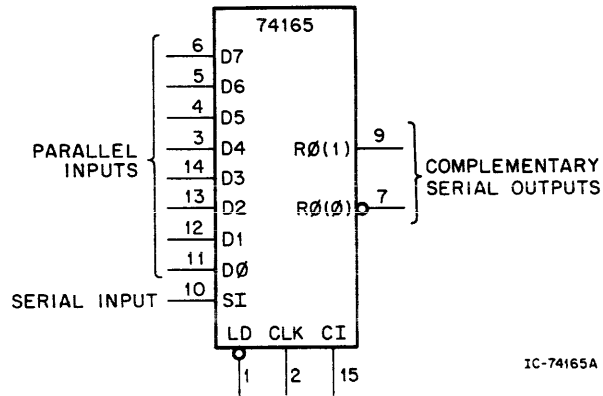 74165
6 D7
5 D6
4 D5
3 D4
14 D3
13 D2
12 D1
11 DØ
10 SI
PARALLEL
INPUTS
SERIAL INPUT
RØ(1) 9
RØ(Ø) 7
COMPLEMENTARY
SERIAL OUTPUTS
LD CLK CI
1 2 15
IC-74165A